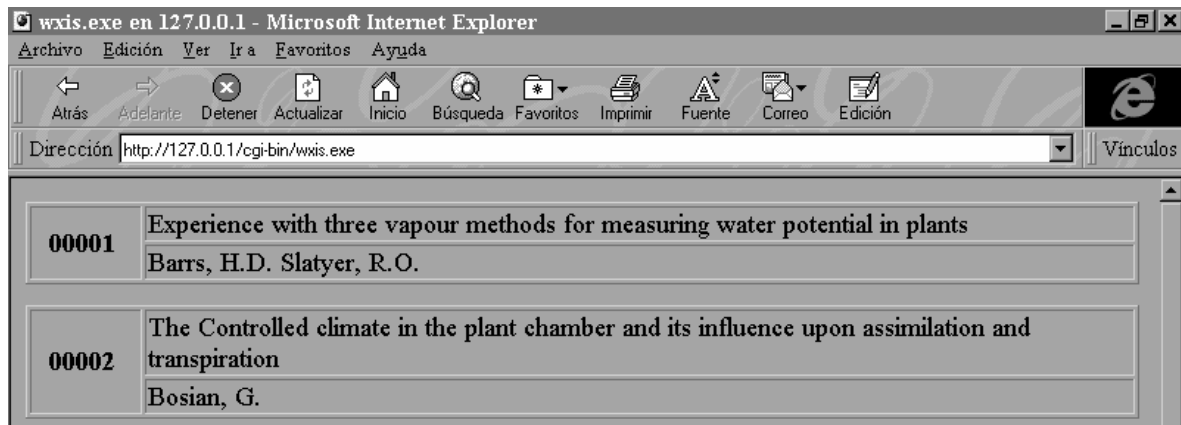 wxis.exe en 127.0.0.1 - Microsoft Internet Explorer
Archivo Edición Ver Ir a Favoritos Ayuda
Atrás Adelante Detener Actualizar Inicio Búsqueda Favoritos Imprimir Fuente Correo Edición
Dirección http://127.0.0.1/cgi-bin/wxis.exe Vínculos
00001
Experience with three vapour methods for measuring water potential in plants
Barrs, H.D. Slatyer, R.O.
00002
The Controlled climate in the plant chamber and its influence upon assimilation and
transpiration
Bosian, G.